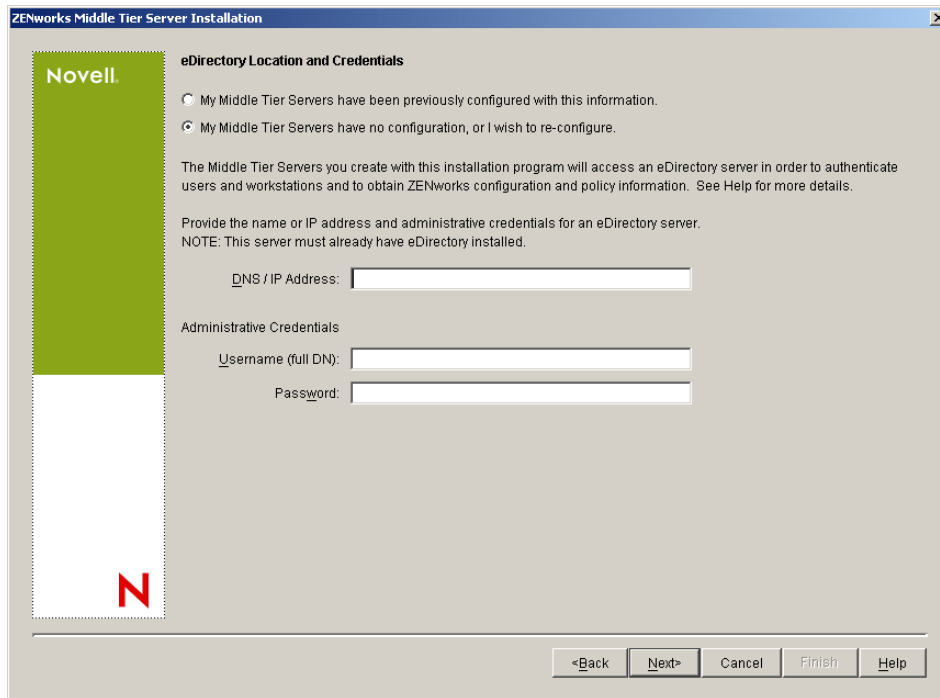 ZENworks Middle Tier Server Installation
Novell.
eDirectory Location and Credentials
My Middle Tier Servers have been previously configured with this information.
My Middle Tier Servers have no configuration, or I wish to re-configure.
The Middle Tier Servers you create with this installation program will access an eDirectory server in order to authenticate
users and workstations and to obtain ZENworks configuration and policy information. See Help for more details.
Provide the name or IP address and administrative credentials for an eDirectory server.
NOTE: This server must already have eDirectory installed.
DNS / IP Address:
Administrative Credentials
Username (full DN):
Password:
N
<Back Next> Cancel Finish Help